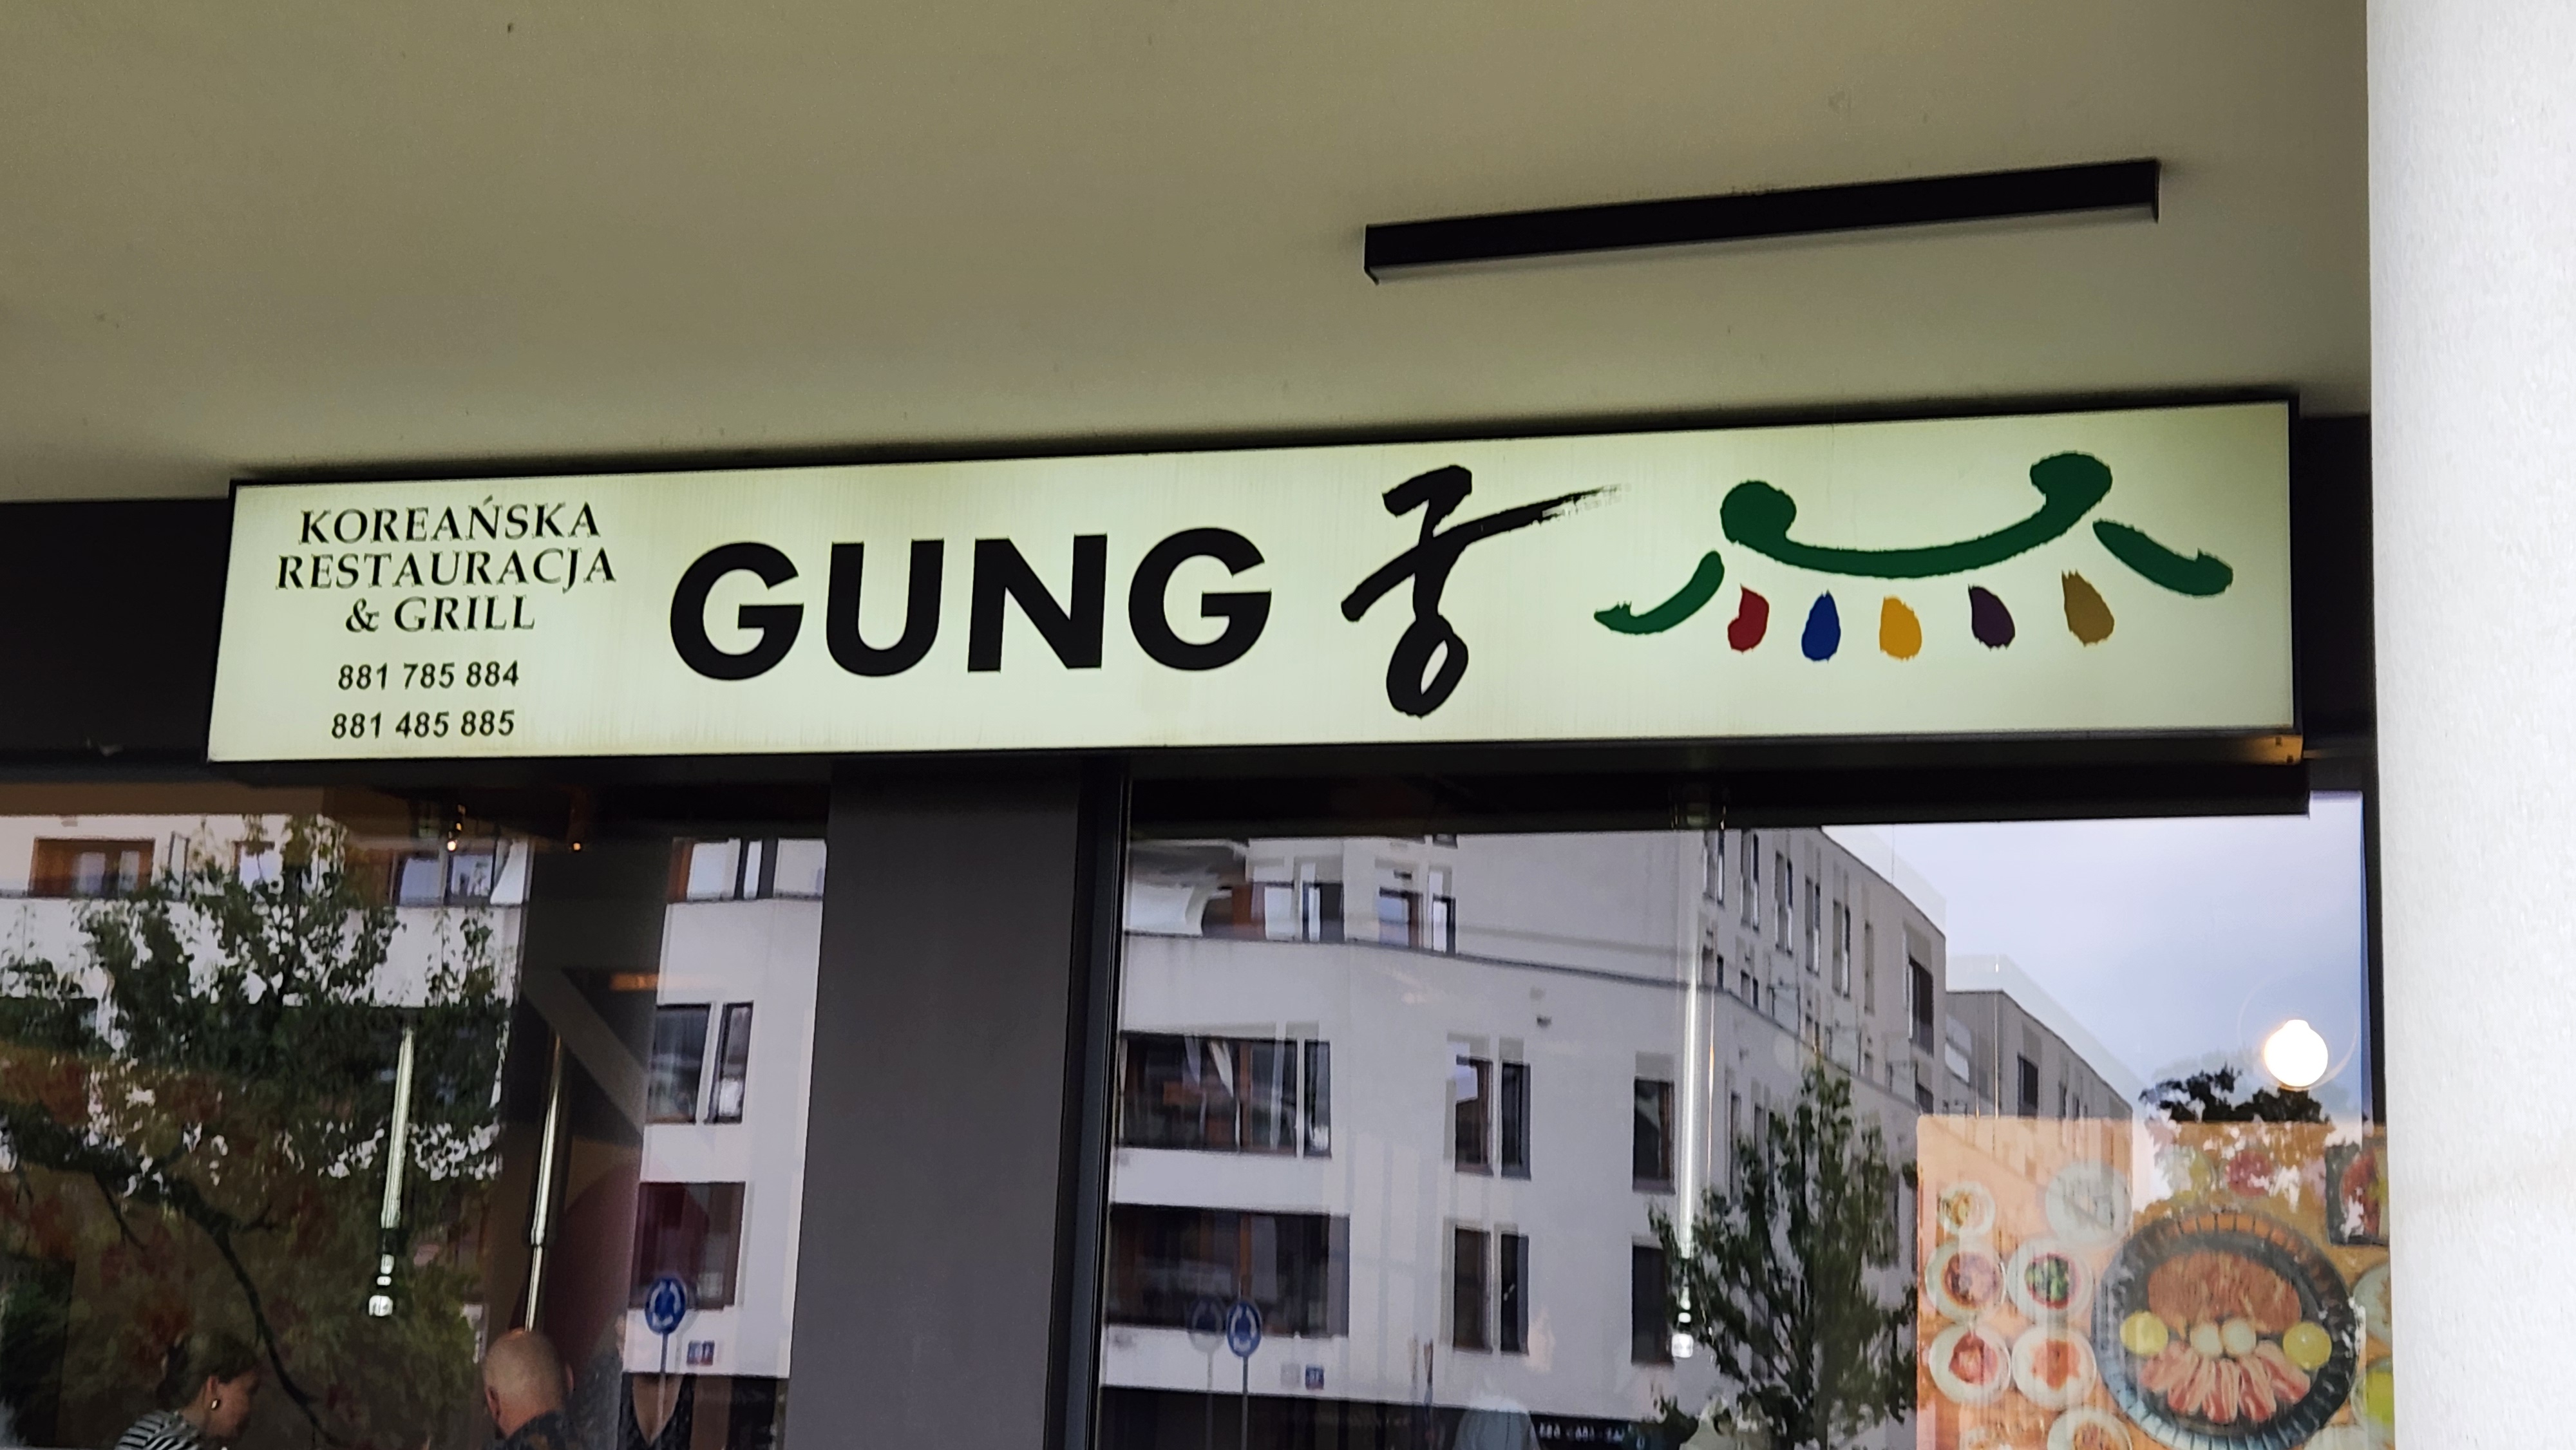 KOREAŃSKA
RESTAURACJA
& GRILL
881 785 884
881 485 885
GUNG 궁